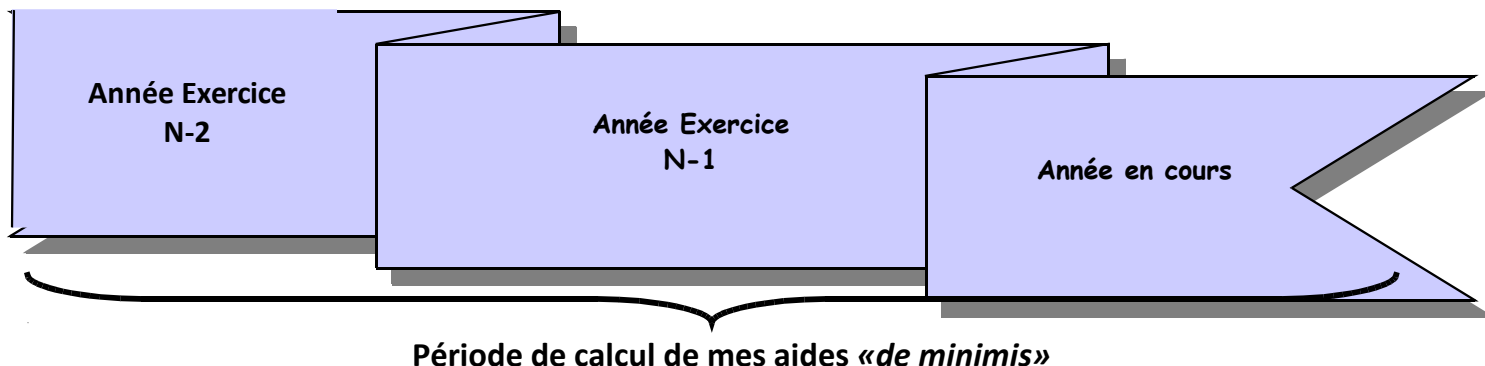 Année Exercice
N-2
Année Exercice
N-1
Année en cours
Période de calcul de mes aides «de minimis»